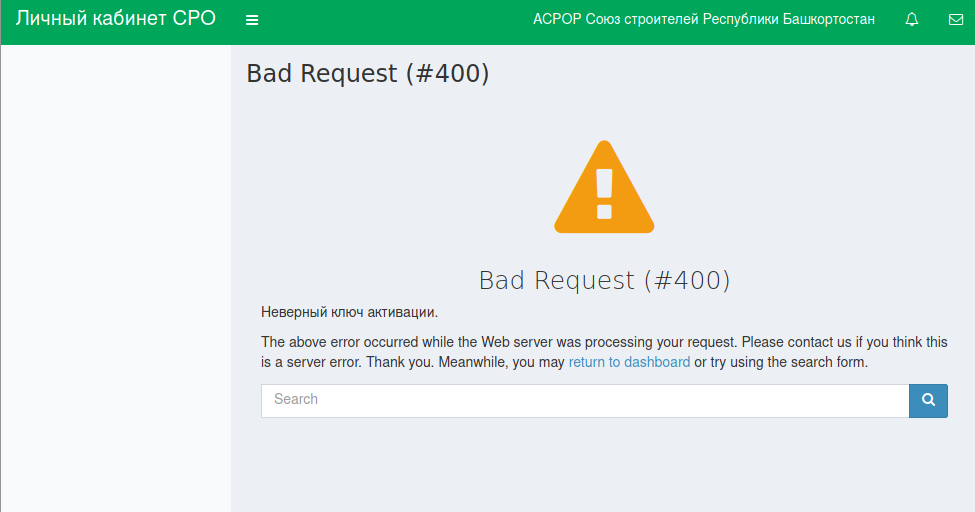 Личный кабинет СРО
АСРОР Союз строителей Республики Башкортостан
Bad Request (#400)
Bad Request (#400)
Неверный ключ активации.
The above error occurred while the Web server was processing your request. Please contact us if you think this
is a server error. Thank you. Meanwhile, you may return to dashboard or try using the search form.
Search